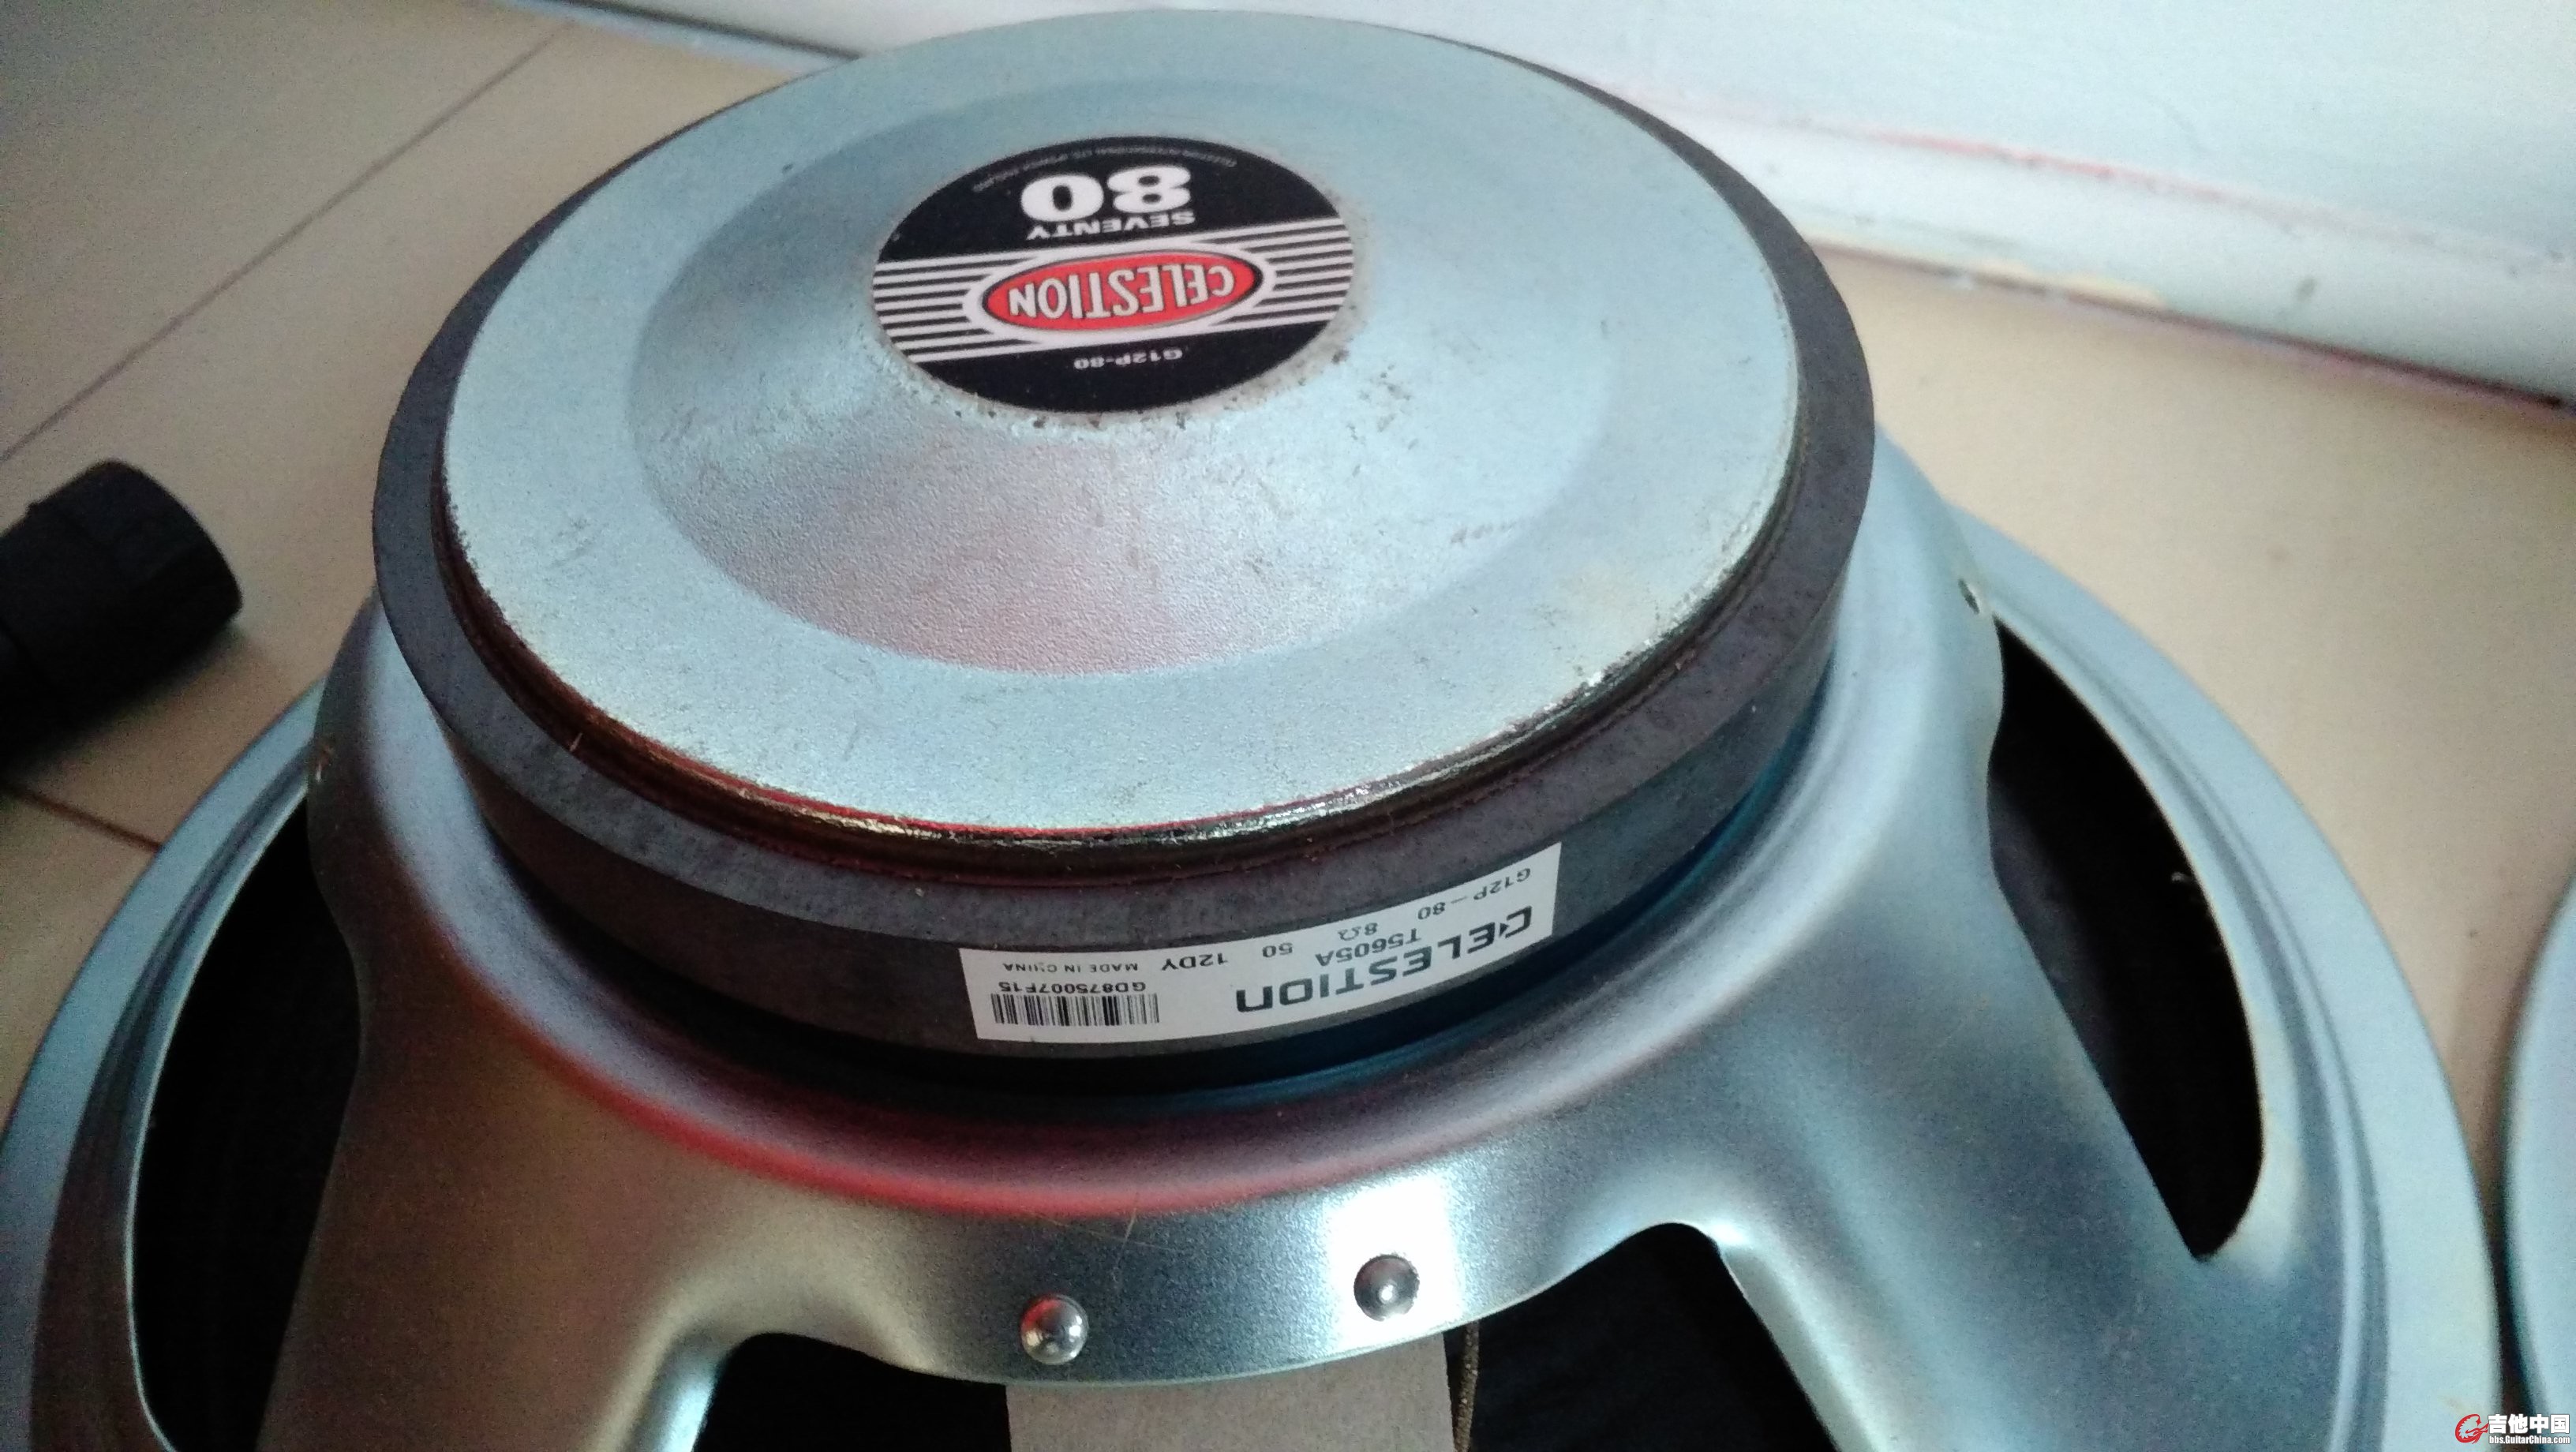 G12P-80
CELESTION
SEVENTY
80
CELESTION
T5605A
G12P-80 8Ω 50 12DY MADE IN CHINA
GD875007F15
吉他中国
bbs.GuitarChina.com